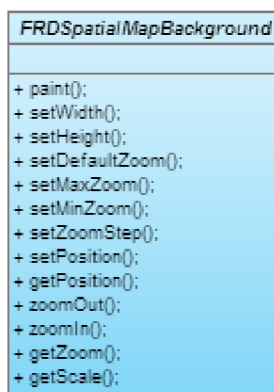 FRDSpatialMapBackground
+ paint();
+ setWidth();
+ setHeight();
+ setDefaultZoom();
+ setMaxZoom();
+ setMinZoom();
+ setZoomStep();
+ setPosition();
+ getPosition();
+ zoomOut();
+ zoomIn();
+ getZoom();
+ getScale();